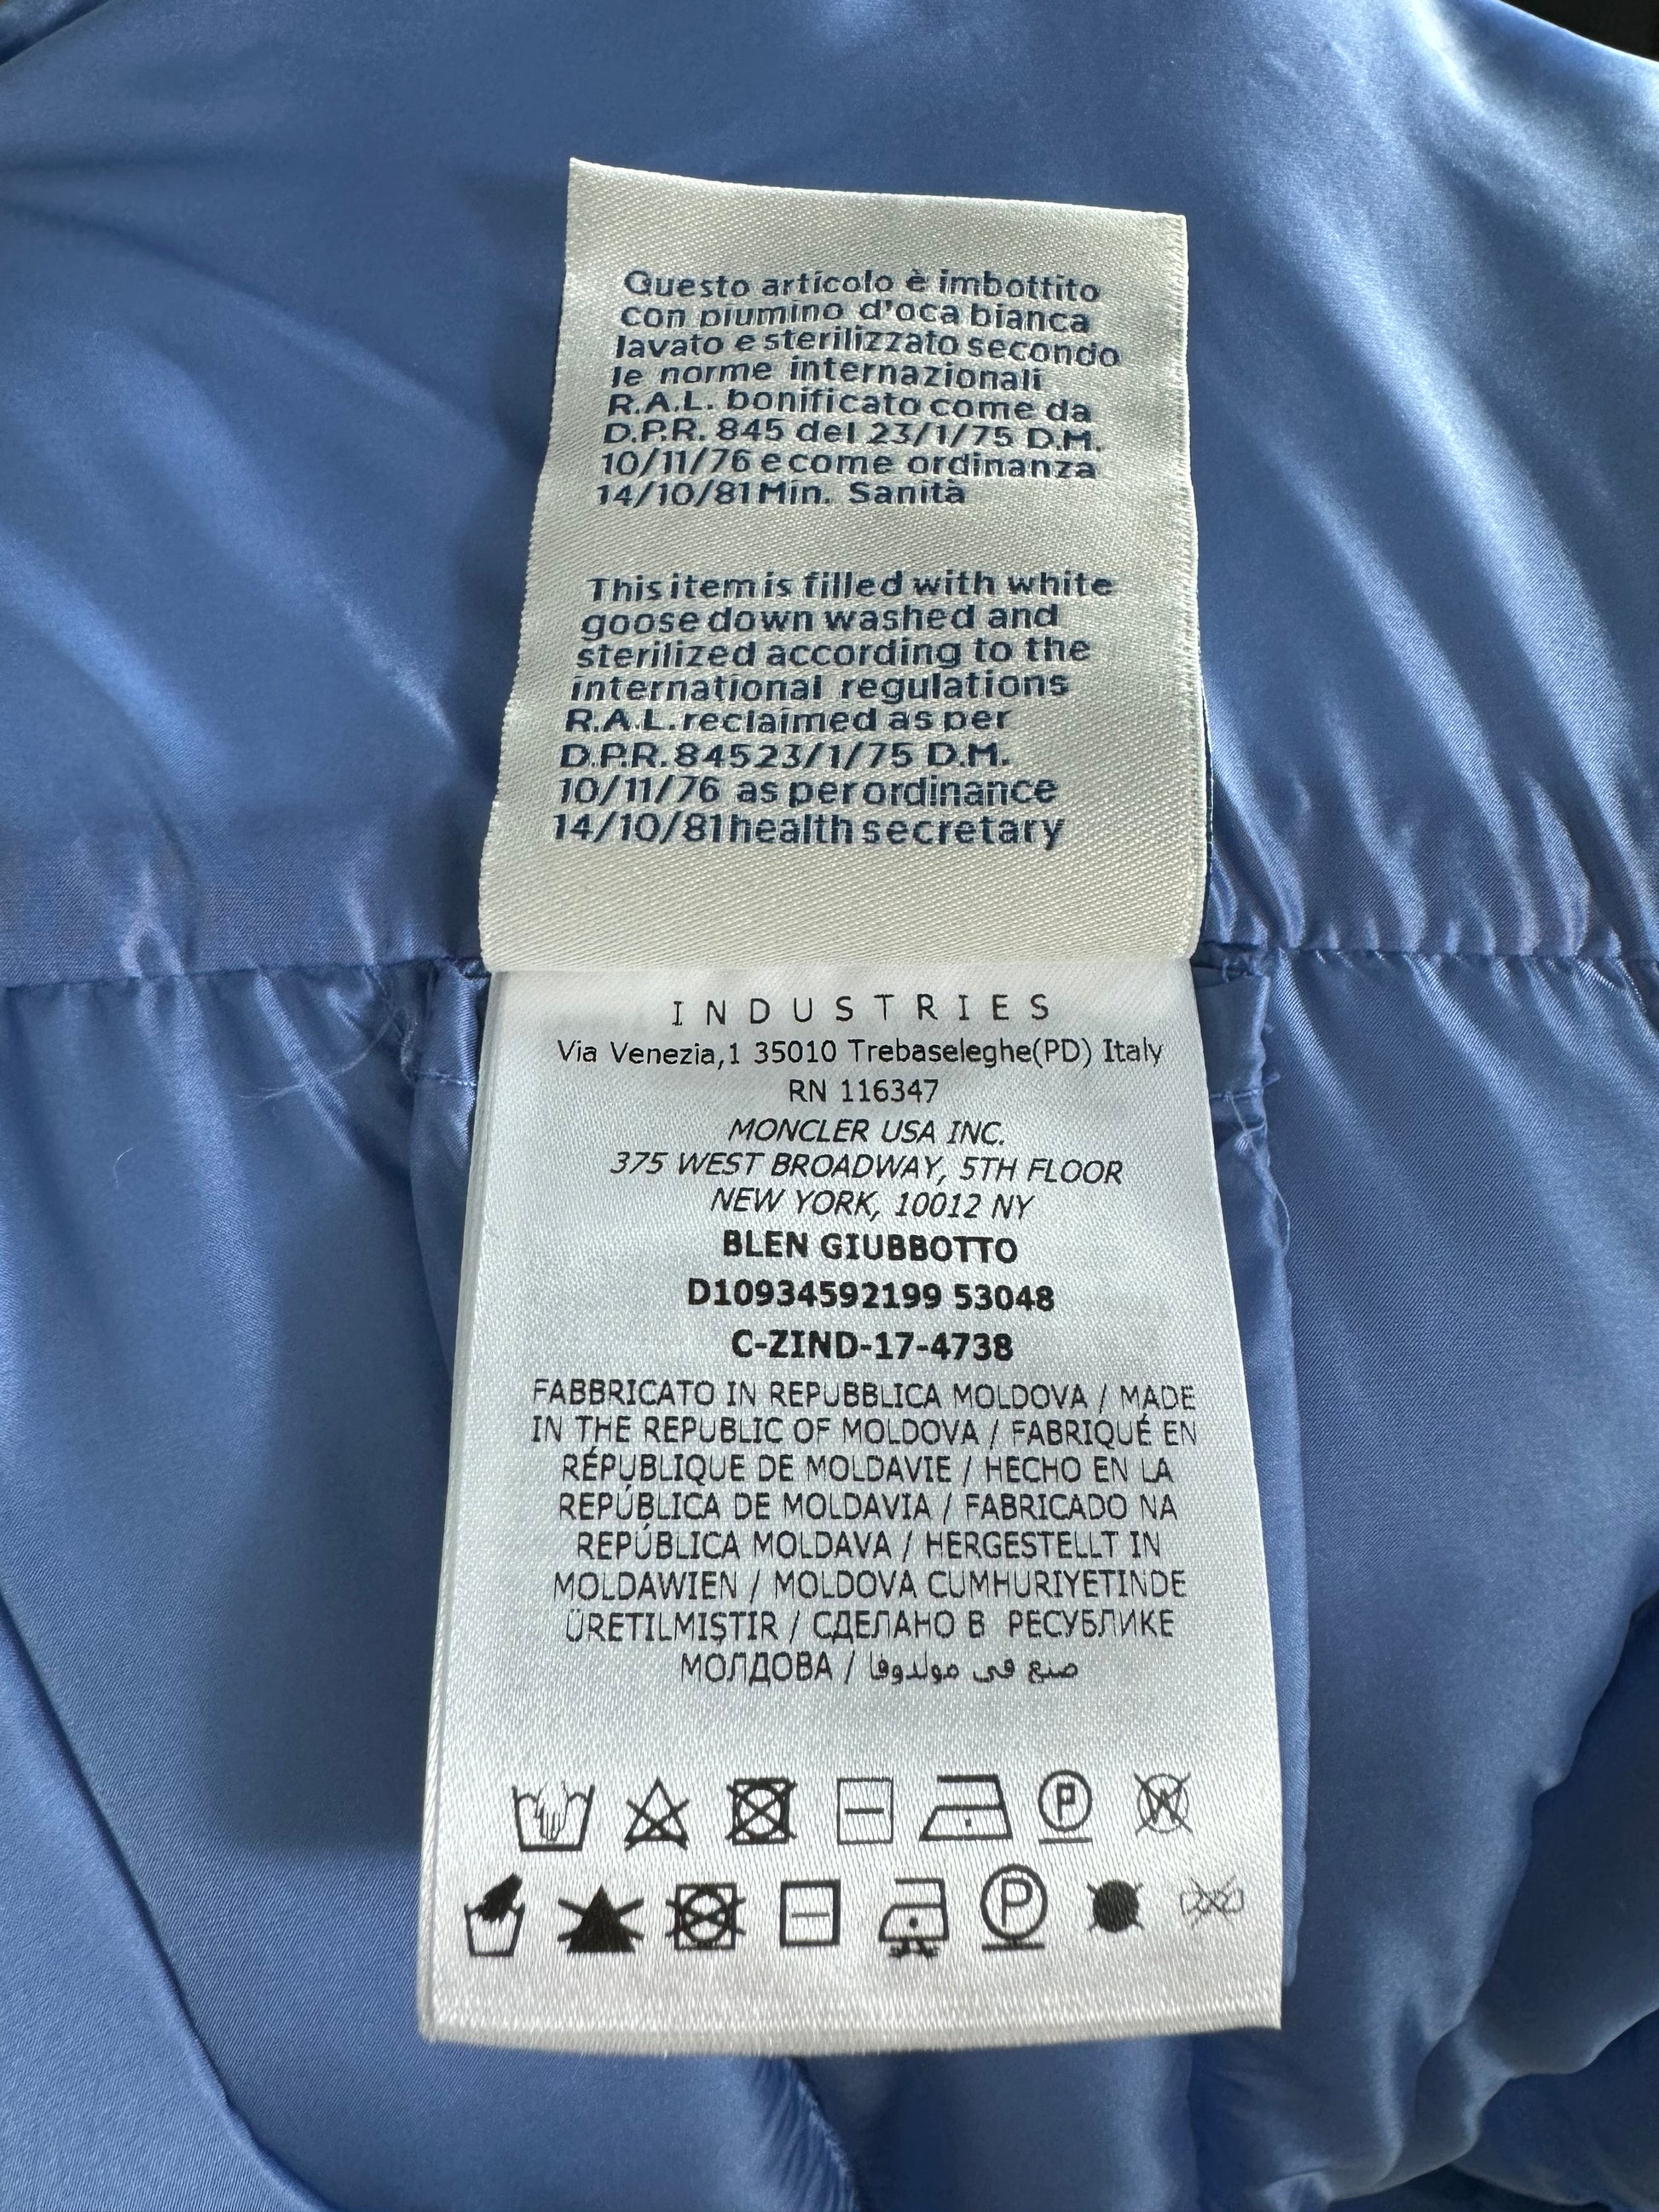 Questo articolo è imbottito
con piumino d'oca bianca
lavato e sterilizzato secondo
le norme internazionali
R.A.L. bonificato come da
D.P.R. 845 del 23/1/75 D.M.
10/11/76 e come ordinanza
14/10/81 Min. Sanità
This item is filled with white
goose down washed and
sterilized according to the
international regulations
R.A.L. reclaimed as per
D.P.R. 845 23/1/75 D.M.
10/11/76 as per ordinance
14/10/81 health secretary
INDUSTRIES
Via Venezia,1 35010 Trebaseleghe(PD) Italy
RN 116347
MONCLER USA INC.
375 WEST BROADWAY, 5TH FLOOR
NEW YORK, 10012 NY
BLEN GIUBBOTTO
D10934592199 53048
C-ZIND-17-4738
FABBRICATO IN REPUBBLICA MOLDOVA / MADE
IN THE REPUBLIC OF MOLDOVA / FABRIQUÉ EN
RÉPUBLIQUE DE MOLDAVIE / HECHO EN LA
REPÚBLICA DE MOLDAVIA / FABRICADO NA
REPÚBLICA MOLDAVA / HERGESTELLT IN
MOLDAWIEN / MOLDOVA CUMHURIYETINDE
ÜRETILMIŞTIR / СДЕЛАНО В РЕСУБЛИКЕ
МОЛДОВА / صنع في مولدوفا
P W
P